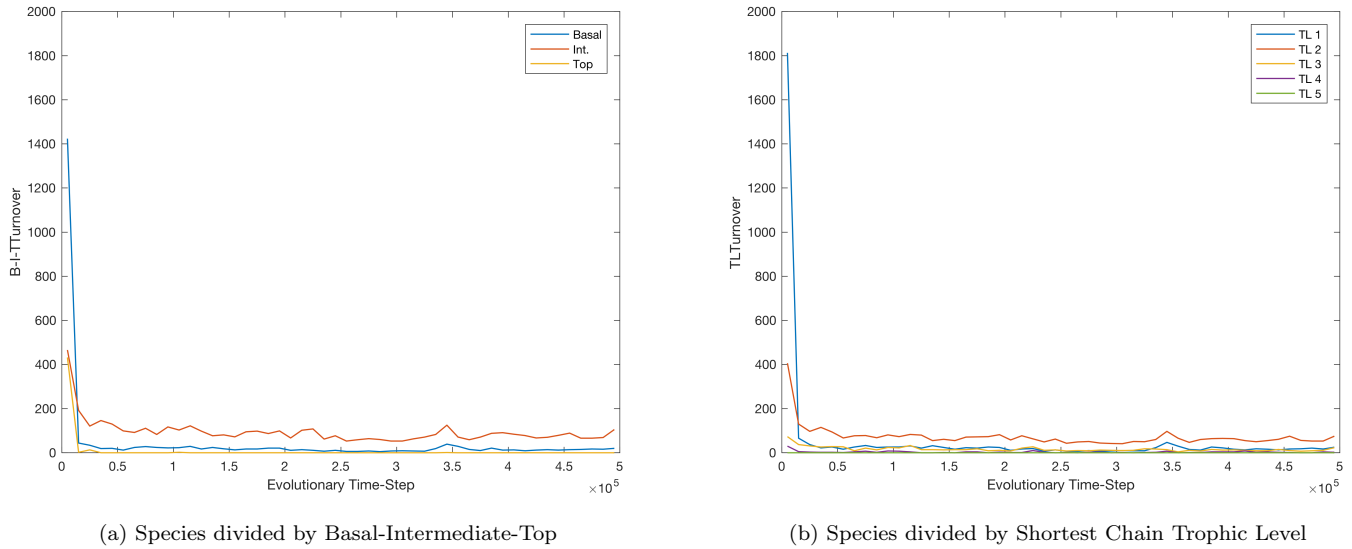 2000
1800
1600
1400
1200
1000
800
600
400
200
0
B-I-TTurnover
Basal
Int.
Top
0 0.5 1 1.5 2 2.5 3 3.5 4 4.5 5
Evolutionary Time-Step
×10^5
(a) Species divided by Basal-Intermediate-Top
2000
1800
1600
1400
1200
1000
800
600
400
200
0
TLTurnover
TL 1
TL 2
TL 3
TL 4
TL 5
0 0.5 1 1.5 2 2.5 3 3.5 4 4.5 5
Evolutionary Time-Step
×10^5
(b) Species divided by Shortest Chain Trophic Level